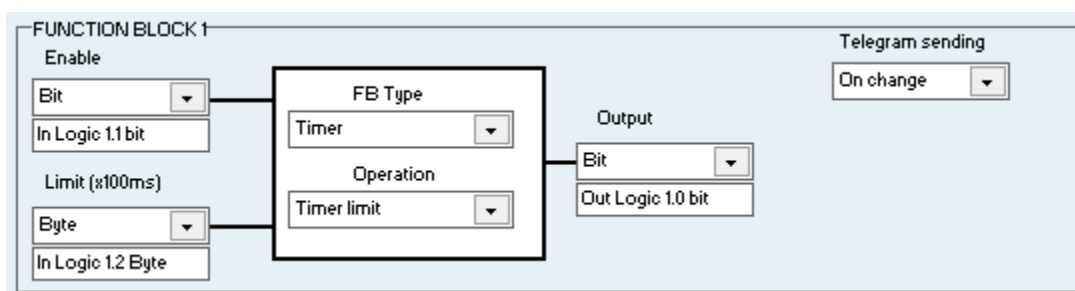 FUNCTION BLOCK 1
Enable
Bit
In Logic 1.1 bit
Limit (x100ms)
Byte
In Logic 1.2 Byte
FB Type
Timer
Operation
Timer limit
Output
Bit
Out Logic 1.0 bit
Telegram sending
On change